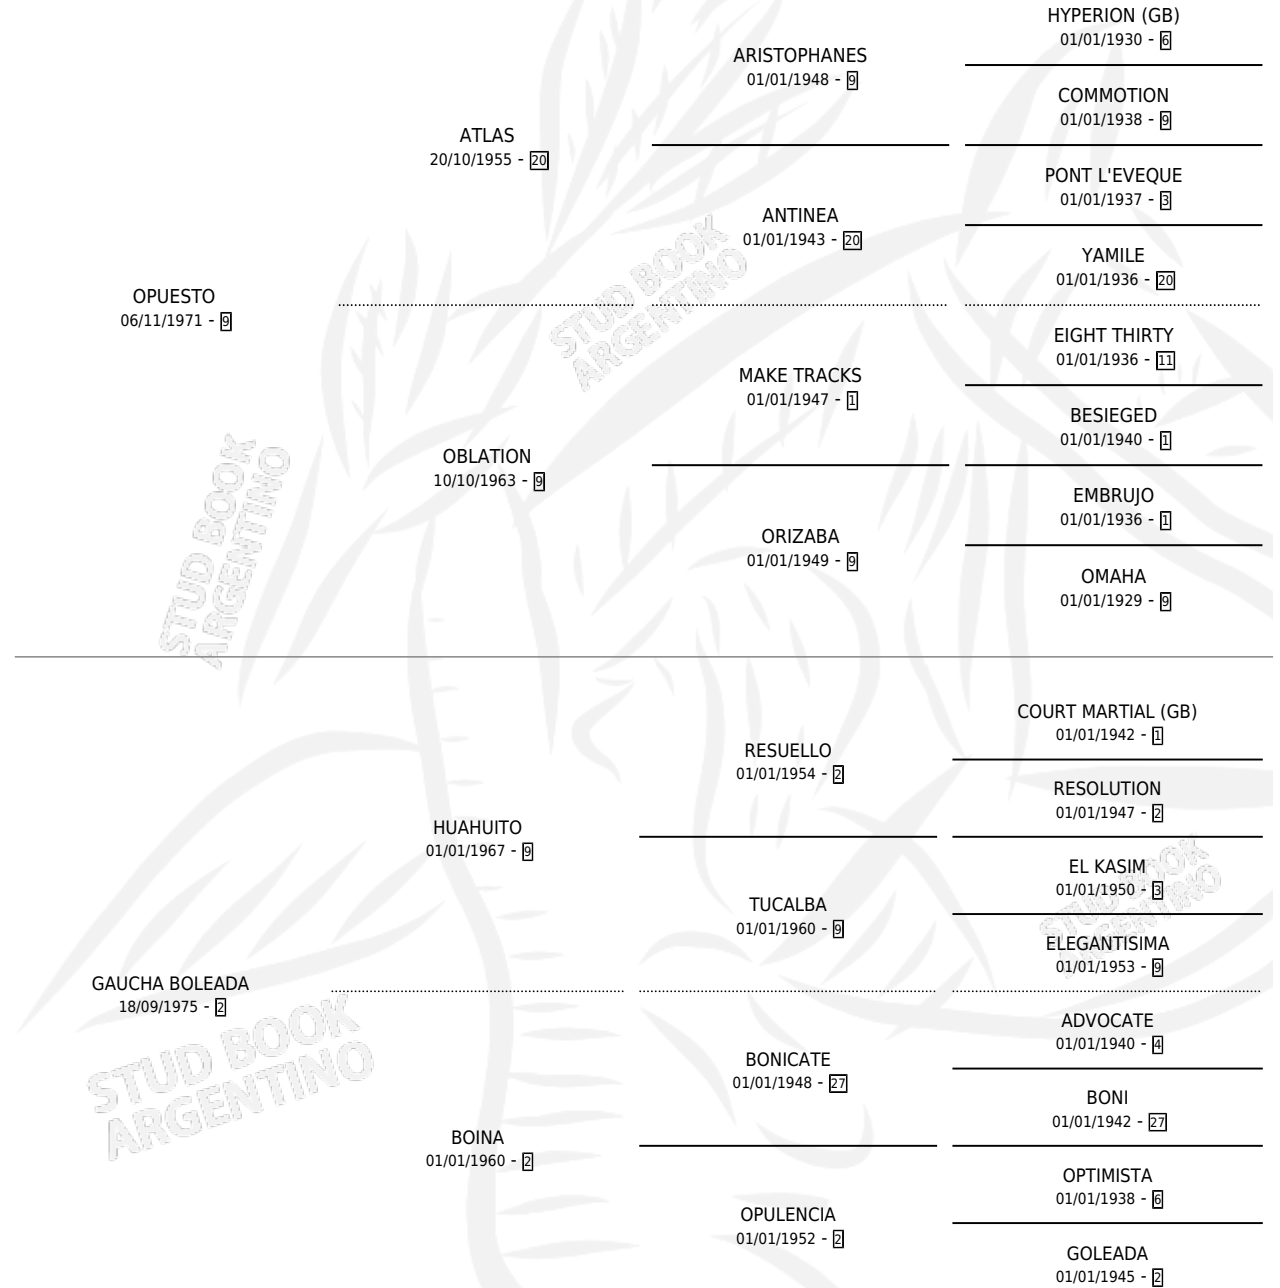 HYPERION (GB)
01/01/1930 - 6
ARISTOPHANES
01/01/1948 - 9
COMMOTION
01/01/1938 - 9
ATLAS
20/10/1955 - 20
PONT L'EVEQUE
01/01/1937 - 3
ANTINEA
01/01/1943 - 20
YAMILE
01/01/1936 - 20
OPUESTO
06/11/1971 - 9
EIGHT THIRTY
01/01/1936 - 11
MAKE TRACKS
01/01/1947 - 1
BESIEGED
01/01/1940 - 1
OBLATION
10/10/1963 - 9
EMBRUJO
01/01/1936 - 1
ORIZABA
01/01/1949 - 9
OMAHA
01/01/1929 - 9
STUD BOOK
ARGENTINO
STUD BOOK
ARGENTINO
COURT MARTIAL (GB)
01/01/1942 - 1
RESUELLO
01/01/1954 - 2
RESOLUTION
01/01/1947 - 2
HUAHUITO
01/01/1967 - 9
EL KASIM
01/01/1950 - 3
TUCALBA
01/01/1960 - 9
ELEGANTISIMA
01/01/1953 - 9
GAUCHA BOLEADA
18/09/1975 - 2
ADVOCATE
01/01/1940 - 4
BONICATE
01/01/1948 - 27
BONI
01/01/1942 - 27
BOINA
01/01/1960 - 2
OPTIMISTA
01/01/1938 - 6
OPULENCIA
01/01/1952 - 2
GOLEADA
01/01/1945 - 2
STUD BOOK
ARGENTINO
STUD BOOK
ARGENTINO